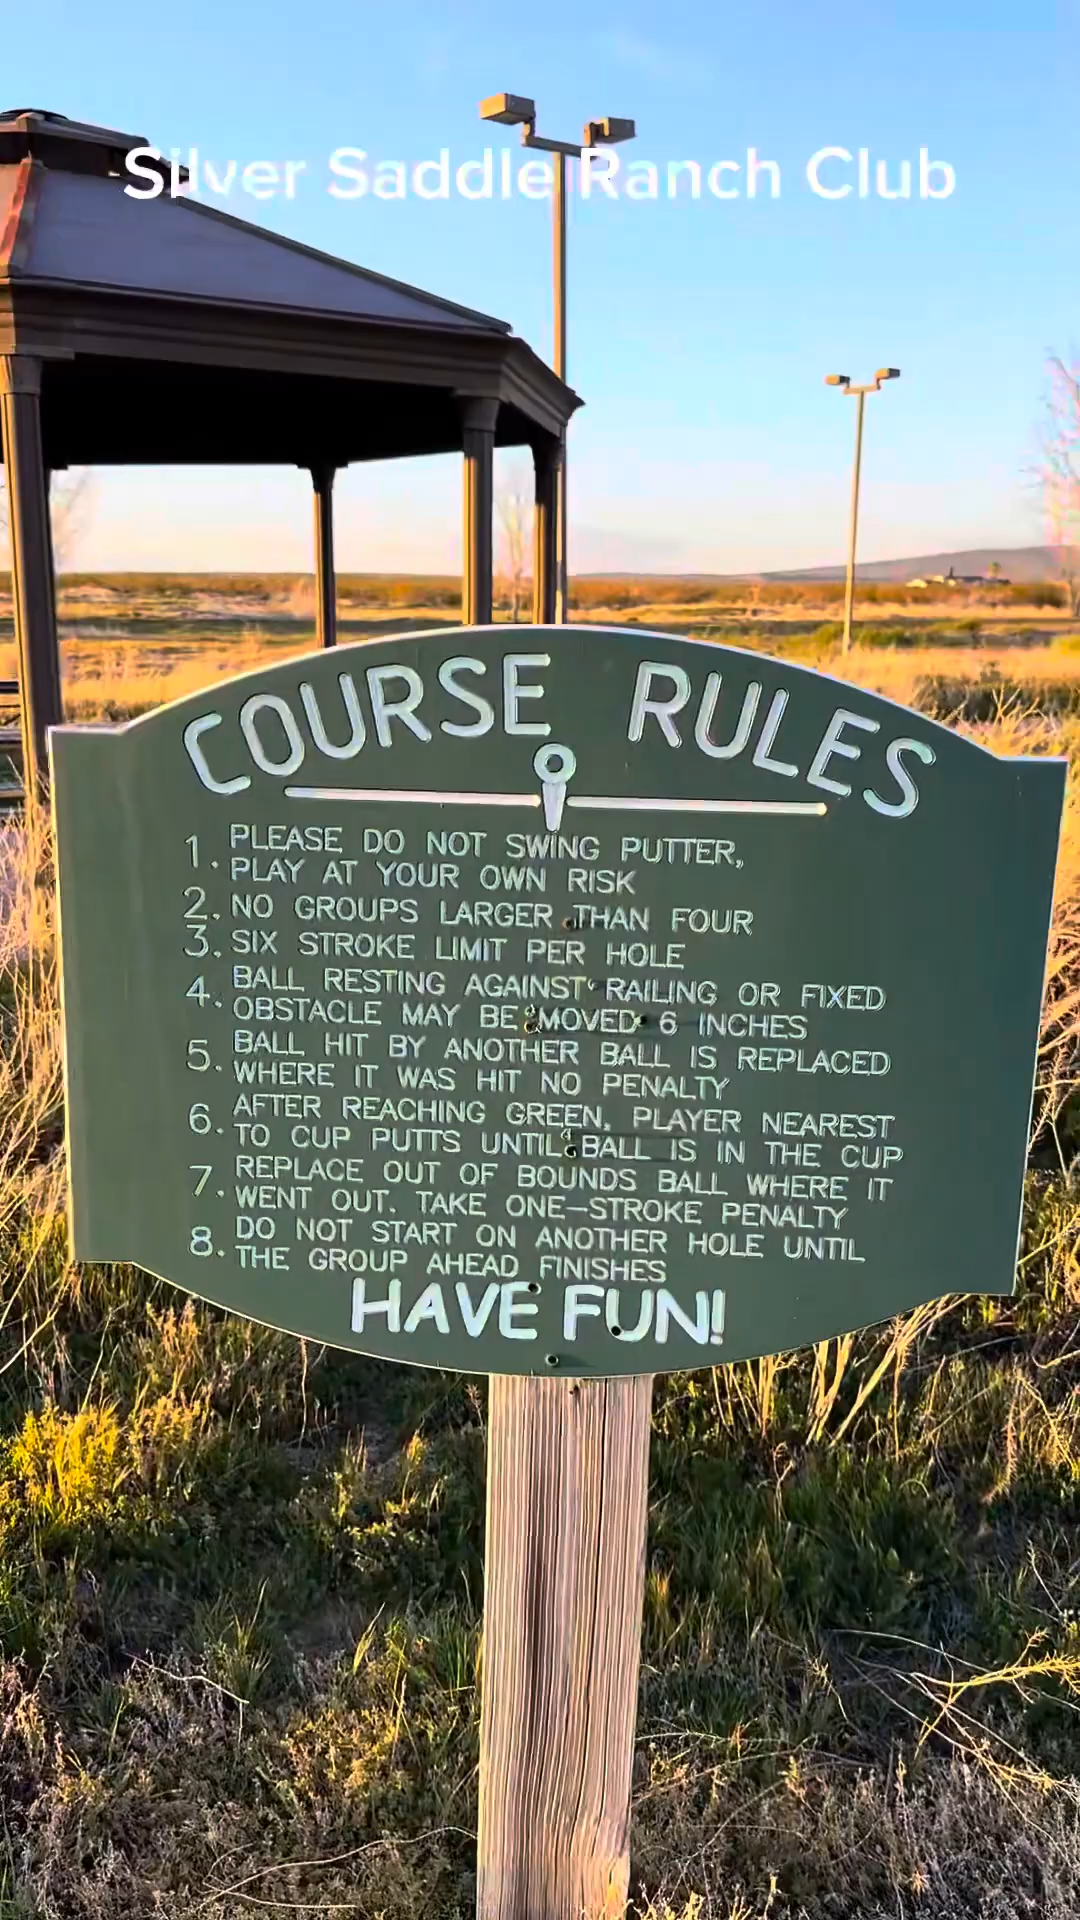 Silver Saddle Ranch Club
COURSE RULES
1. PLEASE DO NOT SWING PUTTER,
PLAY AT YOUR OWN RISK
2. NO GROUPS LARGER THAN FOUR
3. SIX STROKE LIMIT PER HOLE
4. BALL RESTING AGAINST RAILING OR FIXED
OBSTACLE MAY BE MOVED 6 INCHES
5. BALL HIT BY ANOTHER BALL IS REPLACED
WHERE IT WAS HIT NO PENALTY
6. AFTER REACHING GREEN, PLAYER NEAREST
TO CUP PUTTS UNTIL BALL IS IN THE CUP
7. REPLACE OUT OF BOUNDS BALL WHERE IT
WENT OUT. TAKE ONE-STROKE PENALTY
8. DO NOT START ON ANOTHER HOLE UNTIL
THE GROUP AHEAD FINISHES
HAVE FUN!